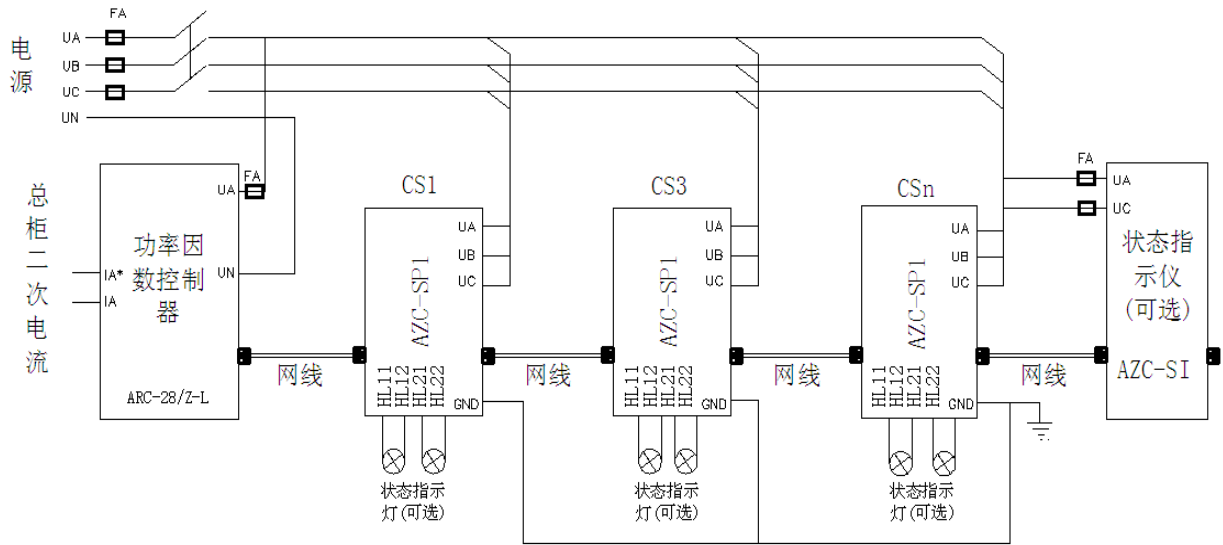 FA
电源
UA
UB
UC
UN
总柜二次电流
IA*
IA
功率因
数控制
器
UA
FA
UN
ARC-28/Z-L
网线
CS1
AZC-SP1
UA
UB
UC
HL11
HL12
HL21
HL22
GND
状态指示
灯(可选)
网线
CS3
AZC-SP1
UA
UB
UC
HL11
HL12
HL21
HL22
GND
状态指示
灯(可选)
网线
CSn
AZC-SP1
UA
UB
UC
HL11
HL12
HL21
HL22
GND
状态指示
灯(可选)
网线
FA
UA
UC
状态指
示仪
(可选)
AZC-SI